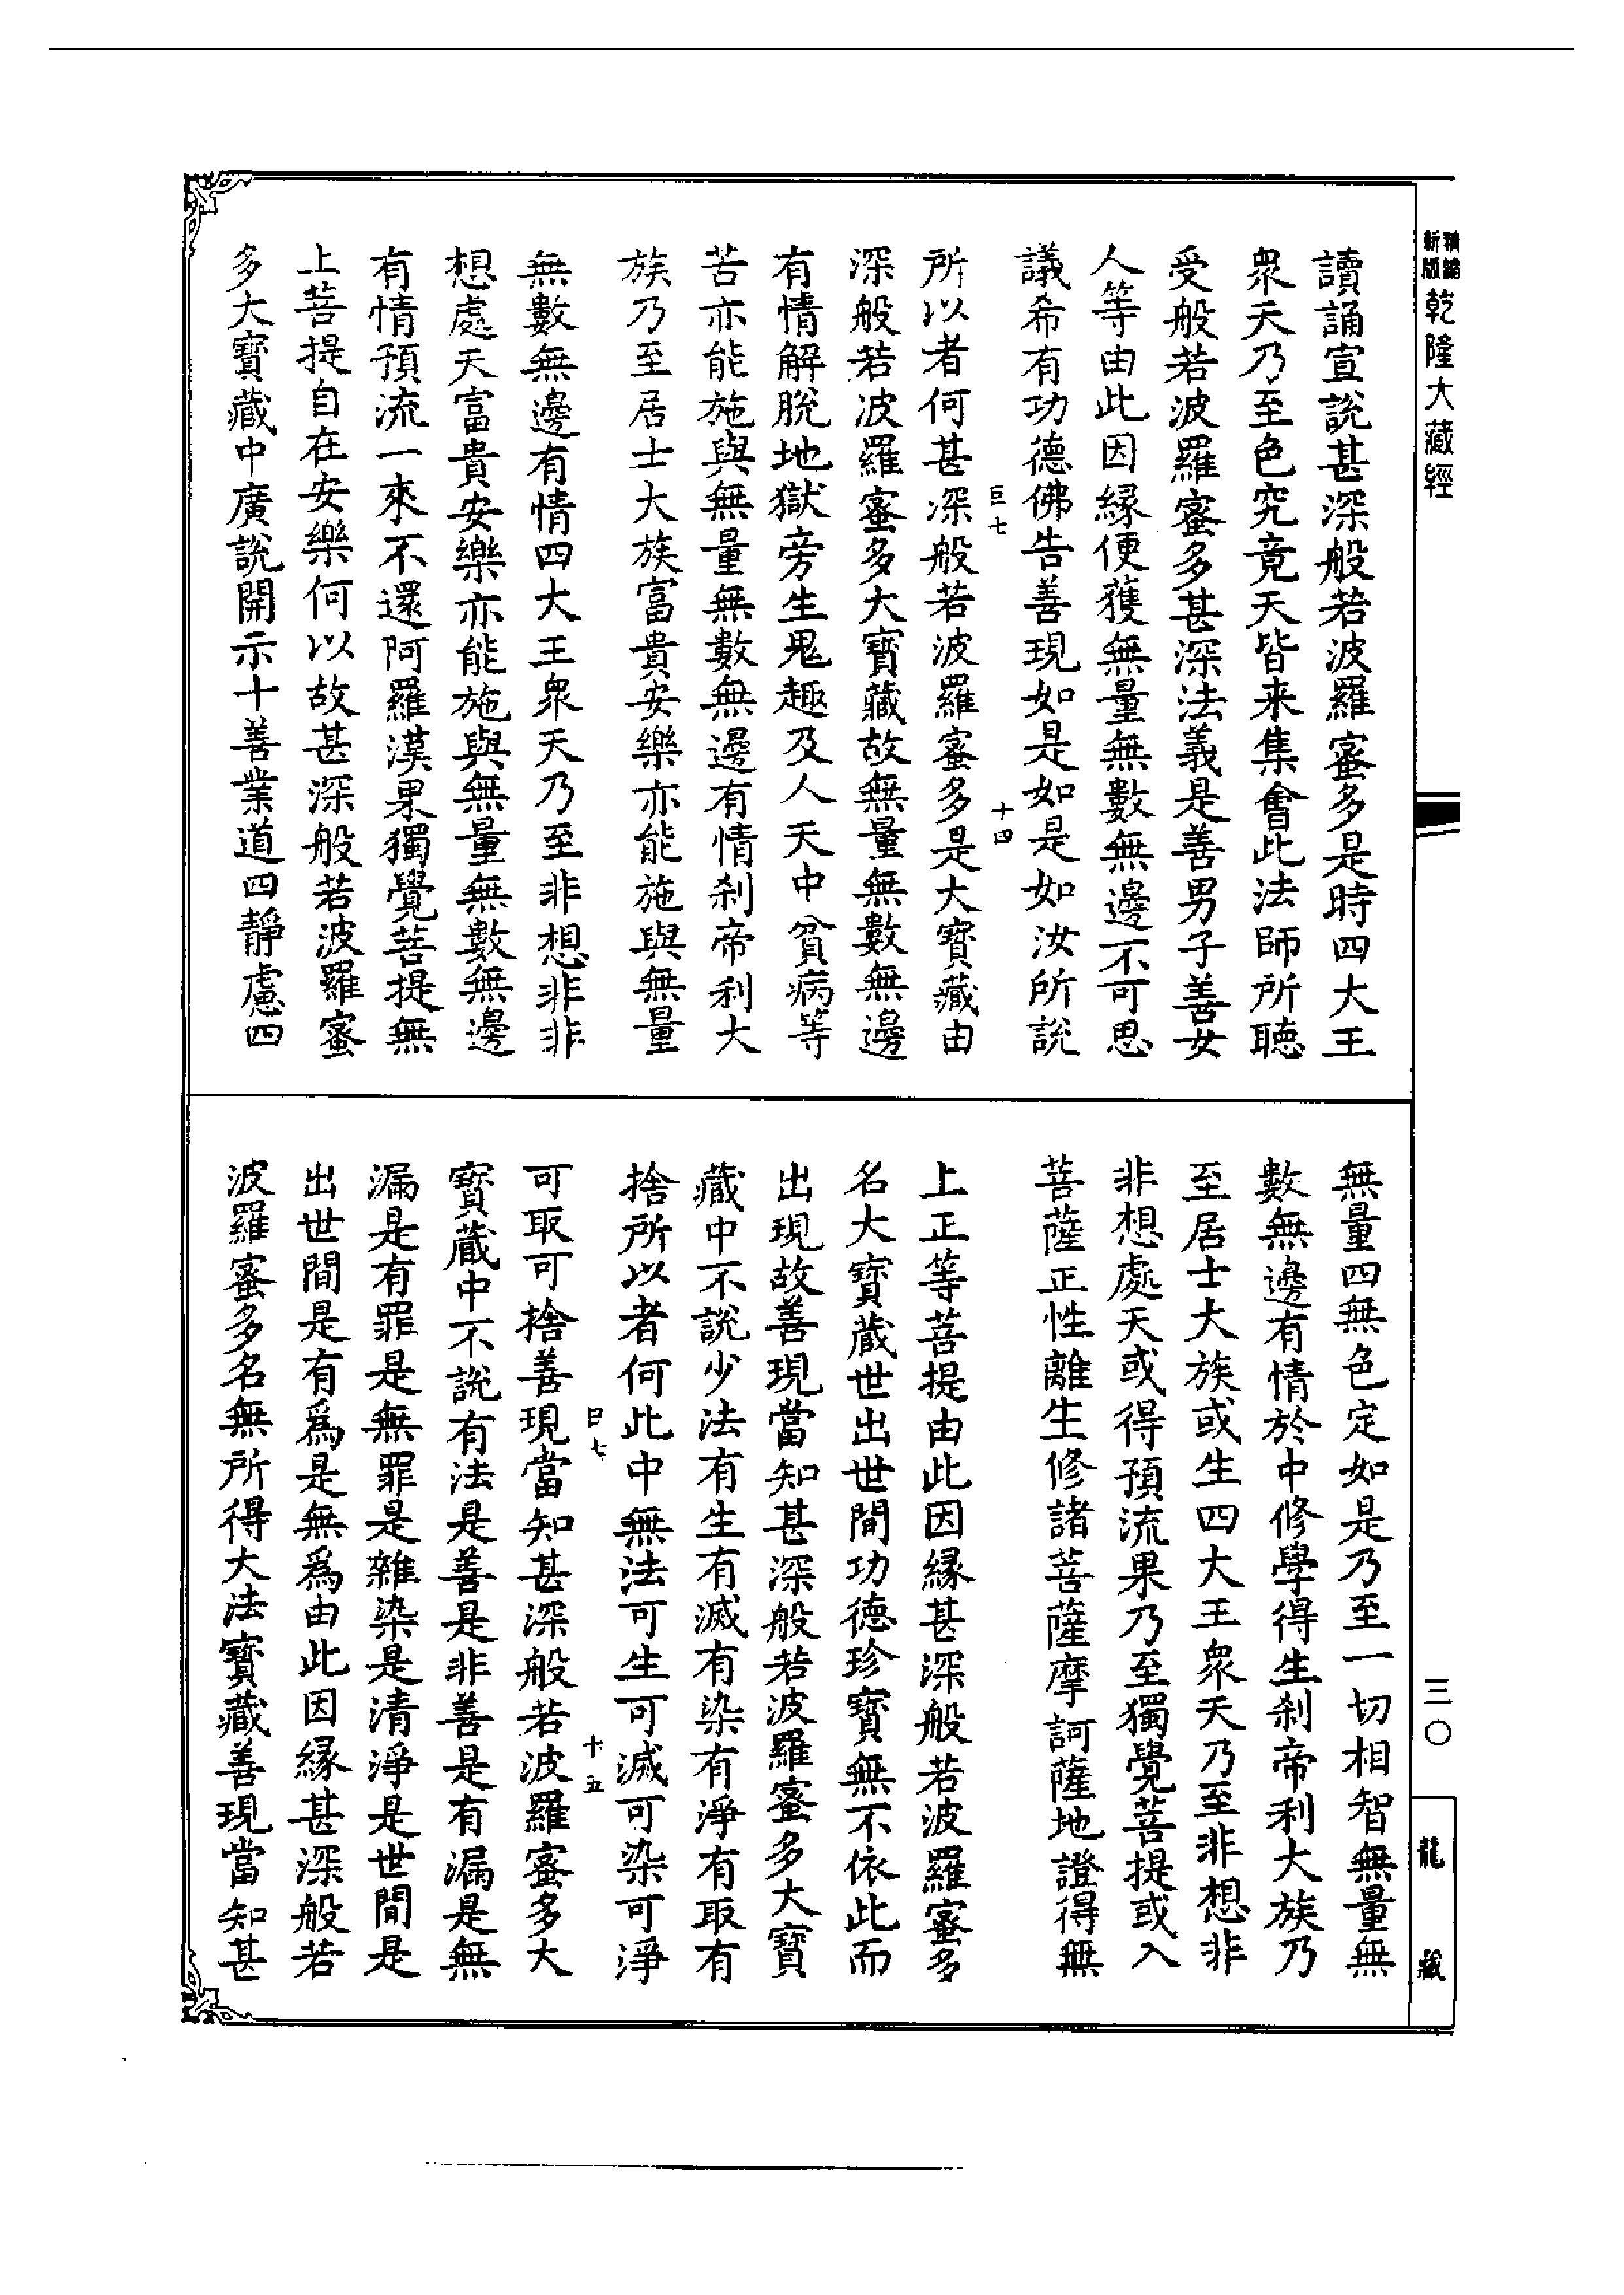 精縮
新版
乾隆大藏經
讀誦宣說甚深般若波羅蜜多是時四大王
眾天乃至色究竟天皆来集會此法師所聽
受般若波羅蜜多甚深法義是善男子善女
人等由此因緣便獲無量無數無邊不可思
議希有功德佛告善現如是如是如汝所說
巨七
十四
所以者何甚深般若波羅蜜多是大寶藏由
深般若波羅蜜多大寶藏故無量無數無邊
有情解脫地獄旁生鬼趣及人天中貧病等
苦亦能施與無量無數無邊有情剎帝利大
族乃至居士大族富貴安樂亦能施與無量
無數無邊有情四大王眾天乃至非想非非
想處天富貴安樂亦能施與無量無數無邊
有情預流一來不還阿羅漢果獨覺菩提無
上菩提自在安樂何以故甚深般若波羅蜜
多大寶藏中廣說開示十善業道四靜慮四
無量四無色定如是乃至一切相智無量無
數無邊有情於中修學得生剎帝利大族乃
至居士大族或生四大王眾天乃至非想非
非想處天或得預流果乃至獨覺菩提或入
菩薩正性離生修諸菩薩摩訶薩地證得無
上正等菩提由此因緣甚深般若波羅蜜多
名大寶藏世出世間功德珍寶無不依此而
出現故善現當知甚深般若波羅蜜多大寶
藏中不說少法有生有滅有染有淨有取有
捨所以者何此中無法可生可滅可染可淨
巨七
十五
可取可捨善現當知甚深般若波羅蜜多大
寶藏中不說有法是善是非善是有漏是無
漏是有罪是無罪是雜染是清淨是世間是
出世間是有爲是無爲由此因緣甚深般若
波羅蜜多名無所得大法寶藏善現當知甚
三〇
龍藏